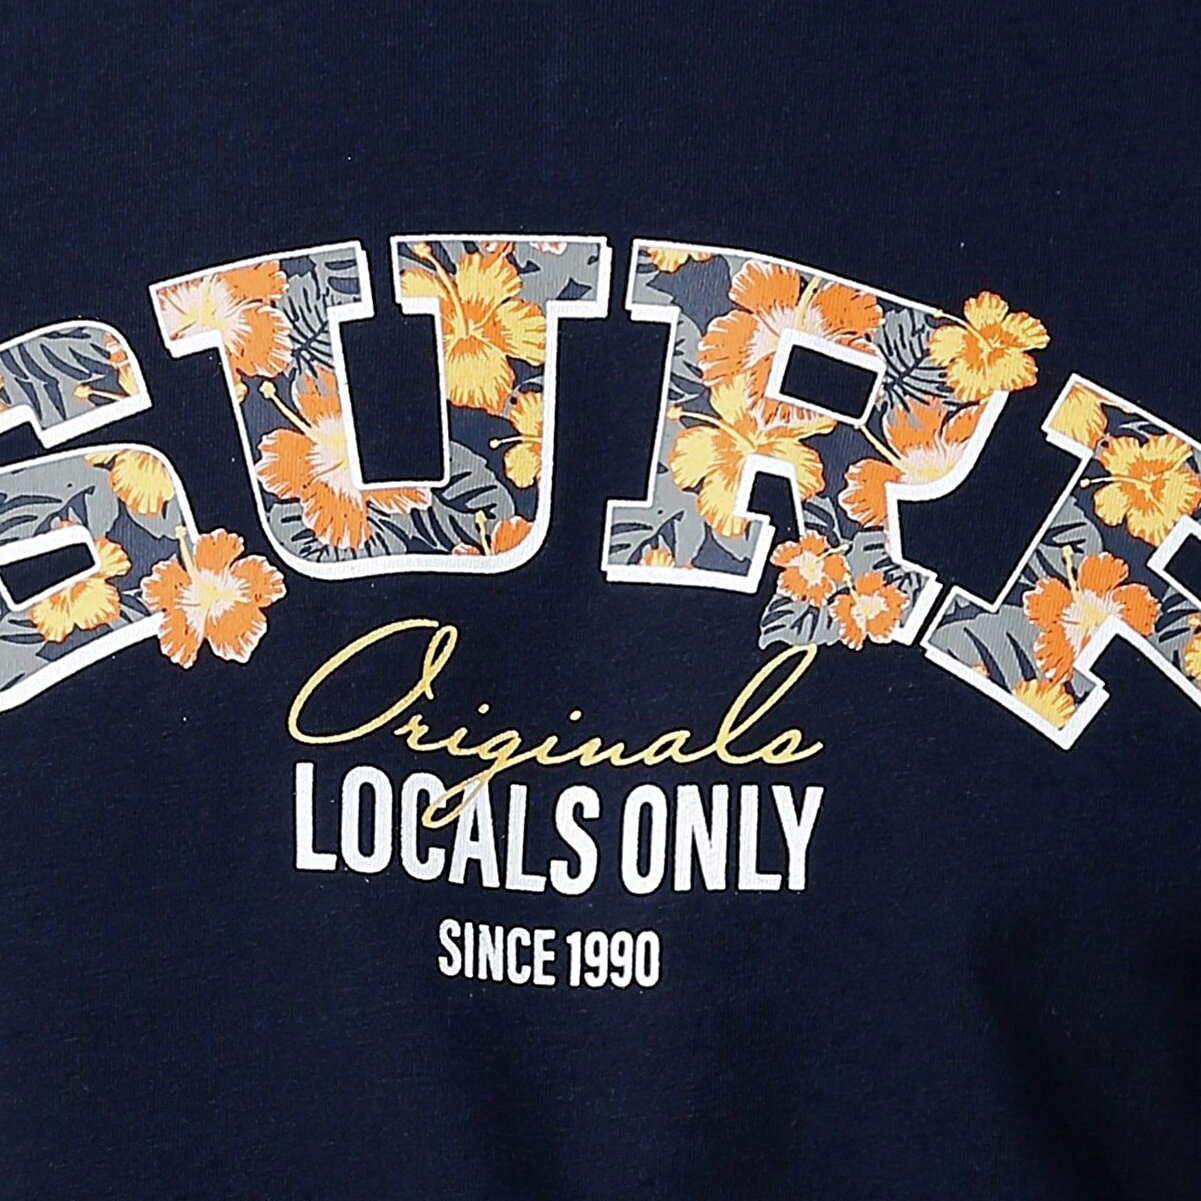 SURF
Originals
LOCALS ONLY
SINCE 1990